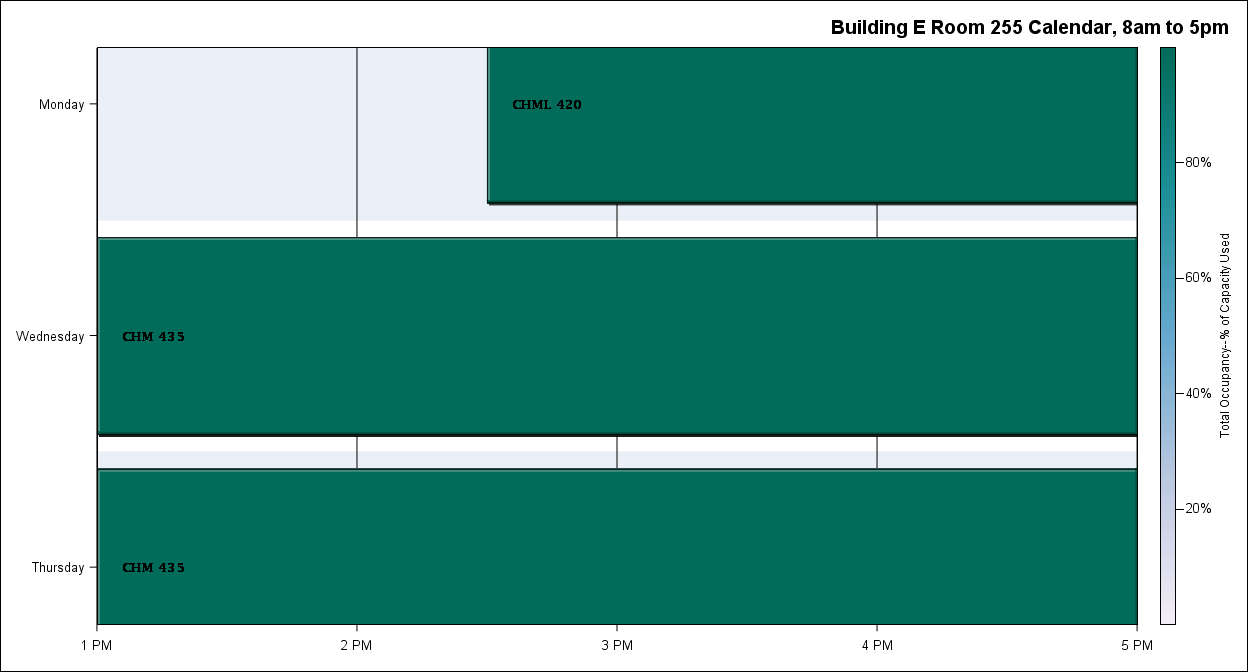 Building E Room 255 Calendar, 8am to 5pm
Monday
CHML 420
Wednesday
CHM 435
Thursday
CHM 435
1 PM
2 PM
3 PM
4 PM
5 PM
80%
60%
40%
20%
Total Occupancy--% of Capacity Used